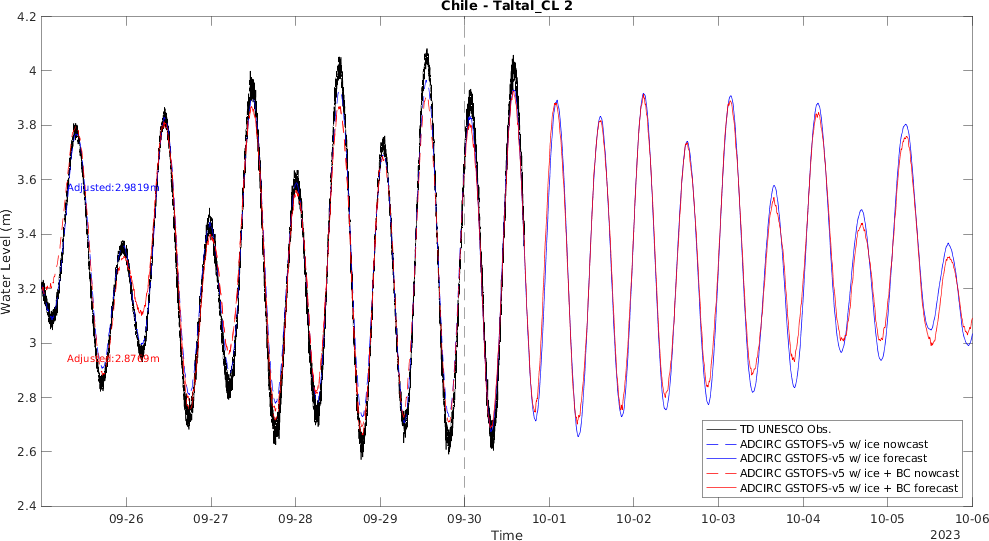 Chile - Taltal_CL 2
4.2
4
3.8
3.6
3.4
3.2
3
2.8
2.6
2.4
Water Level (m)
Adjusted:2.9819m
Adjusted:2.8769m
TD UNESCO Obs.
ADCIRC GSTOFS-v5 w/ ice nowcast
ADCIRC GSTOFS-v5 w/ ice forecast
ADCIRC GSTOFS-v5 w/ ice + BC nowcast
ADCIRC GSTOFS-v5 w/ ice + BC forecast
09-26 09-27 09-28 09-29 09-30 10-01 10-02 10-03 10-04 10-05 10-06
Time
2023